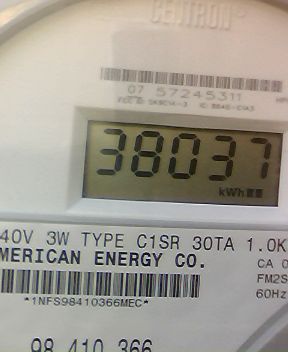 CENTRON®
07 57245311
38037
kWh
40V 3W TYPE C1SR 30TA 1.0K
MERICAN ENERGY CO.
CA 0
FM2S
*1NFS98410366MEC*
60Hz
98 410 366